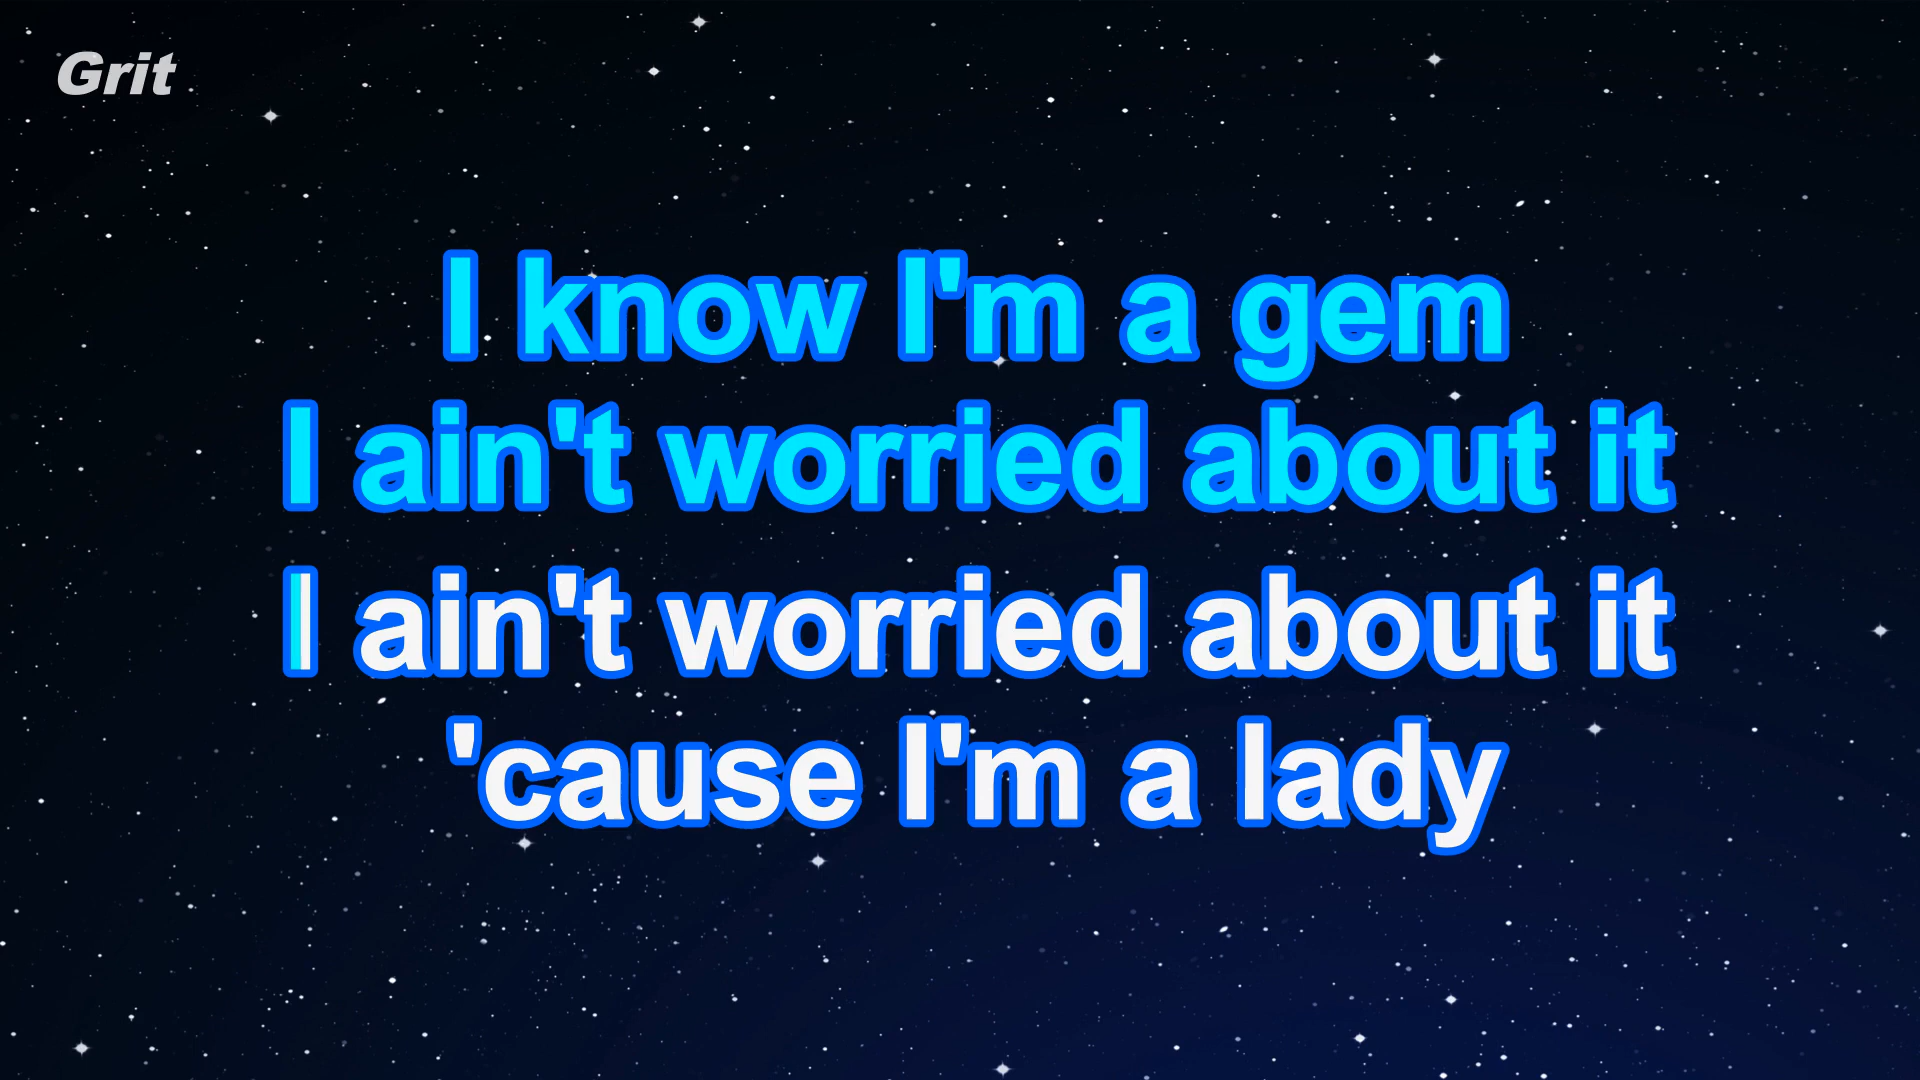 Grit
I know I'm a gem
I ain't worried about it
I ain't worried about it
'cause I'm a lady